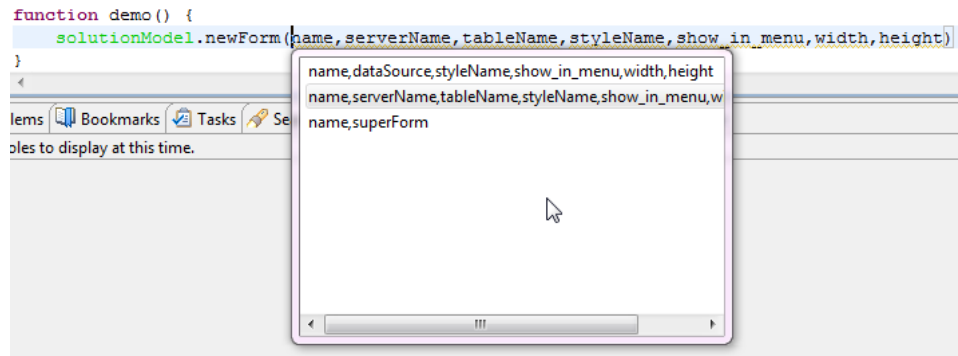 function demo() {
solutionModel.newForm(name,serverName,tableName,styleName,show_in_menu,width,height)
}
name,dataSource,styleName,show_in_menu,width,height
name,serverName,tableName,styleName,show_in_menu,w
name,superForm
lems Bookmarks Tasks Se
oles to display at this time.